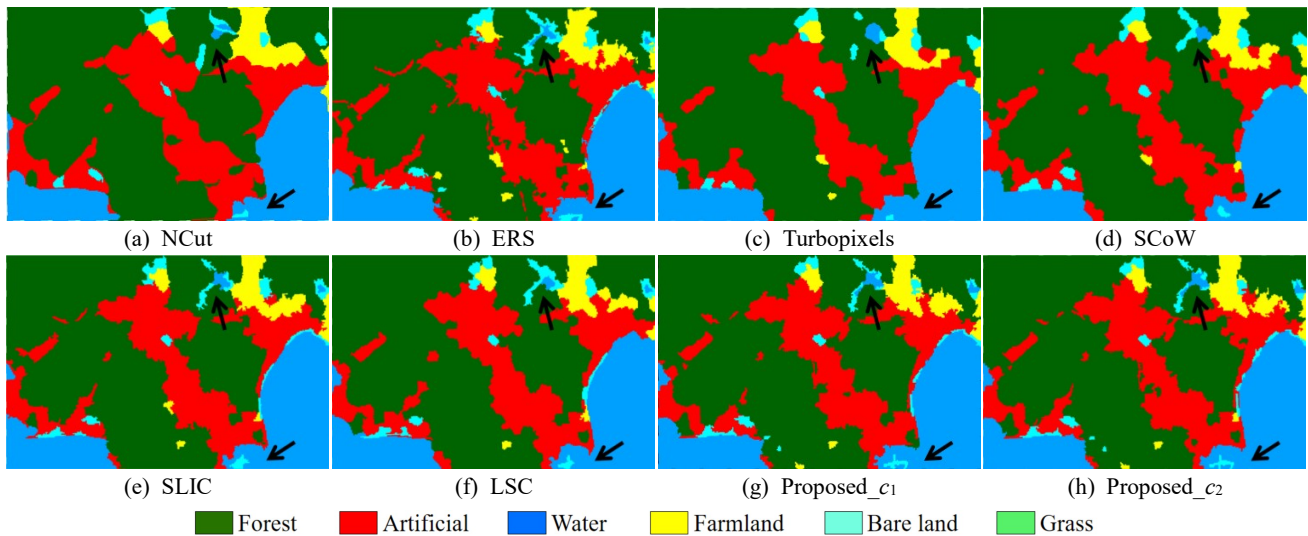 (a) NCut (b) ERS (c) Turbopixels (d) SCoW
(e) SLIC (f) LSC (g) Proposed_c₁ (h) Proposed_c₂
Forest Artificial Water Farmland Bare land Grass